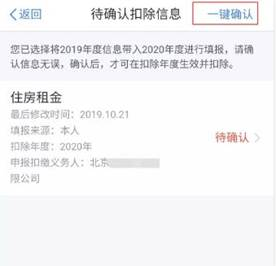 返回 待确认扣除信息 一键确认
您已选择将2019年度信息带入2020年度进行填报，请确
认信息无误，确认后，才可在扣除年度生效并扣除。
住房租金
最后修改时间：2019.10.21
填报来源：本人
待确认
扣除年度：2020年
申报扣缴义务人：北京
限公司